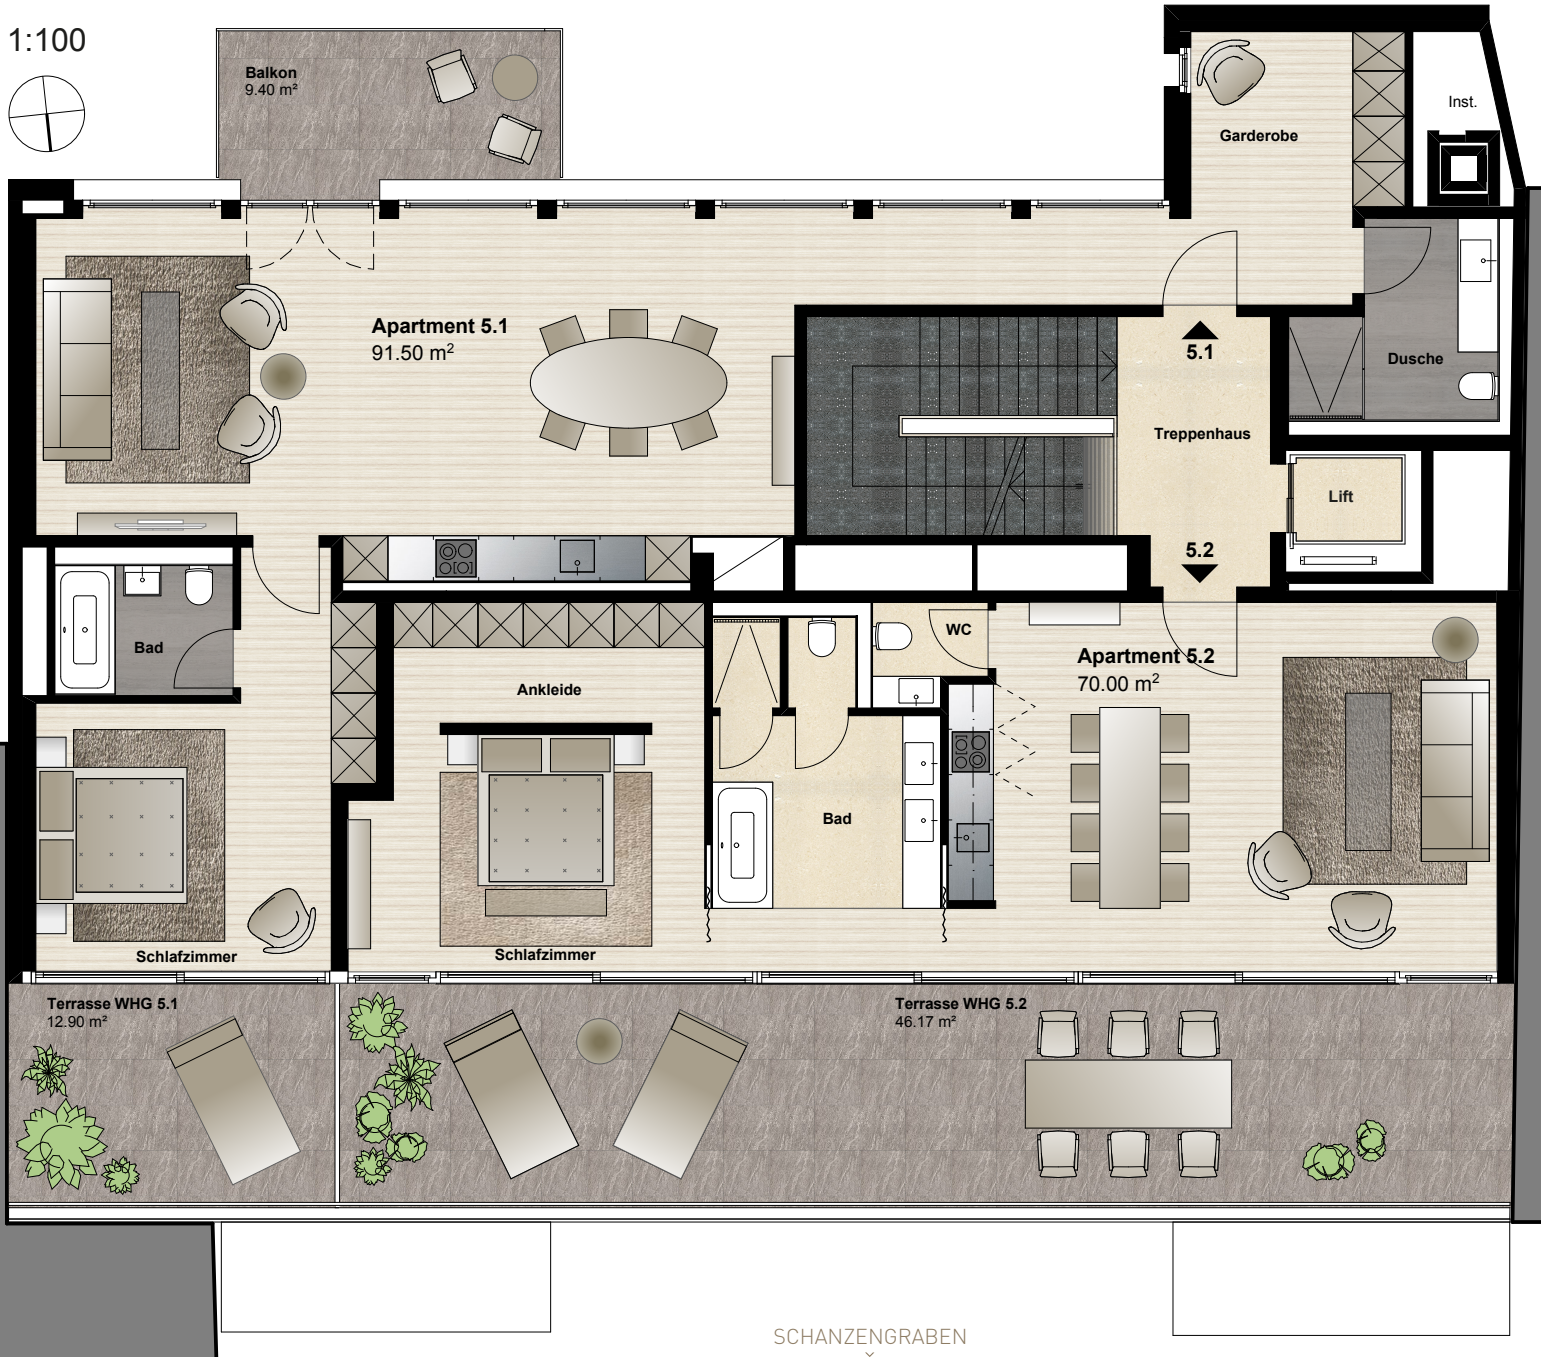 1:100
Balkon
9.40 m²
Inst.
Garderobe
Apartment 5.1
91.50 m²
5.1
Dusche
Treppenhaus
Lift
5.2
Bad
WC
Apartment 5.2
70.00 m²
Ankleide
Bad
Schlafzimmer
Schlafzimmer
Terrasse WHG 5.1
12.90 m²
Terrasse WHG 5.2
46.17 m²
SCHANZENGRABEN